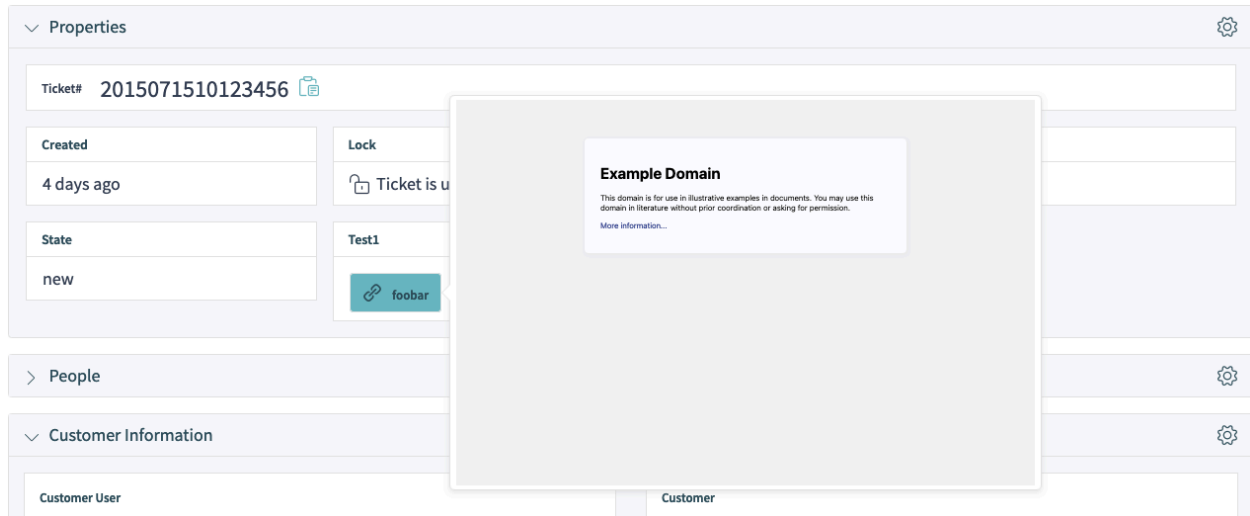 Properties
Ticket# 2015071510123456
Created
Lock
4 days ago
Ticket is u
State
Test1
new
foobar
Example Domain
This domain is for use in illustrative examples in documents. You may use this
domain in literature without prior coordination or asking for permission.
More information...
People
Customer Information
Customer User
Customer